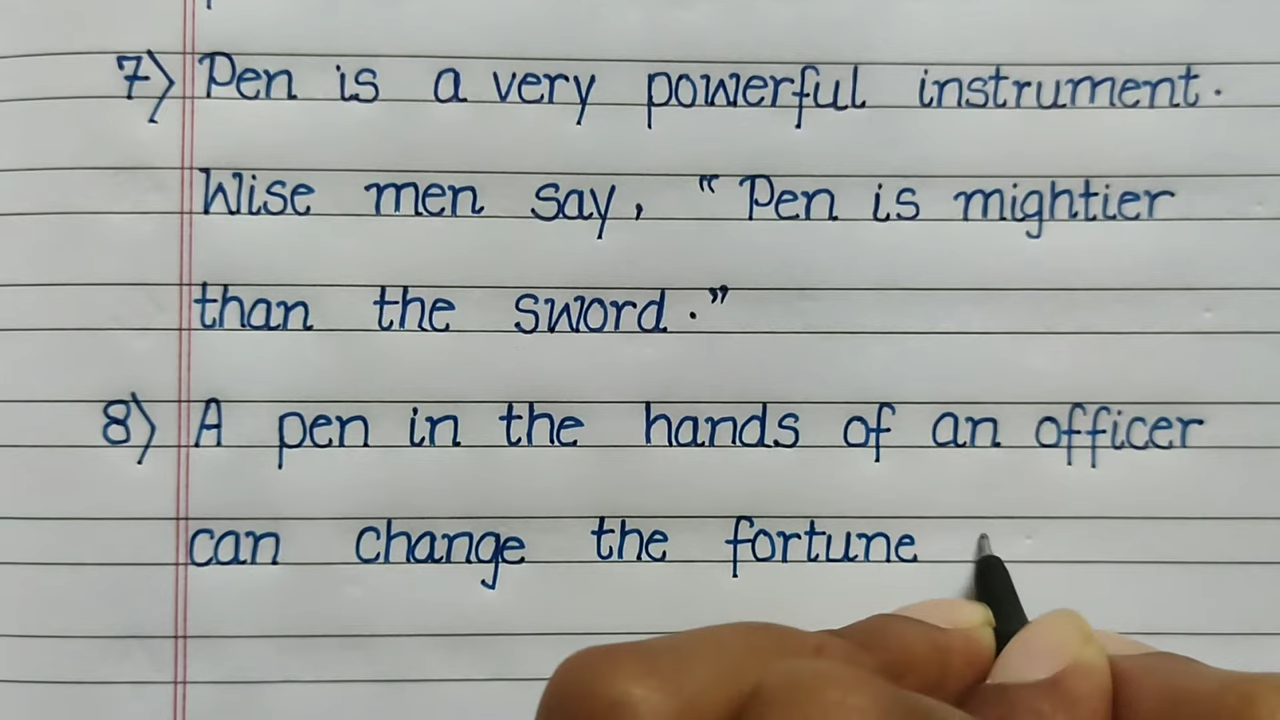 7) Pen is a very powerful instrument.
Wise men say, "Pen is mightier
than the sword."
8) A pen in the hands of an officer
can change the fortune